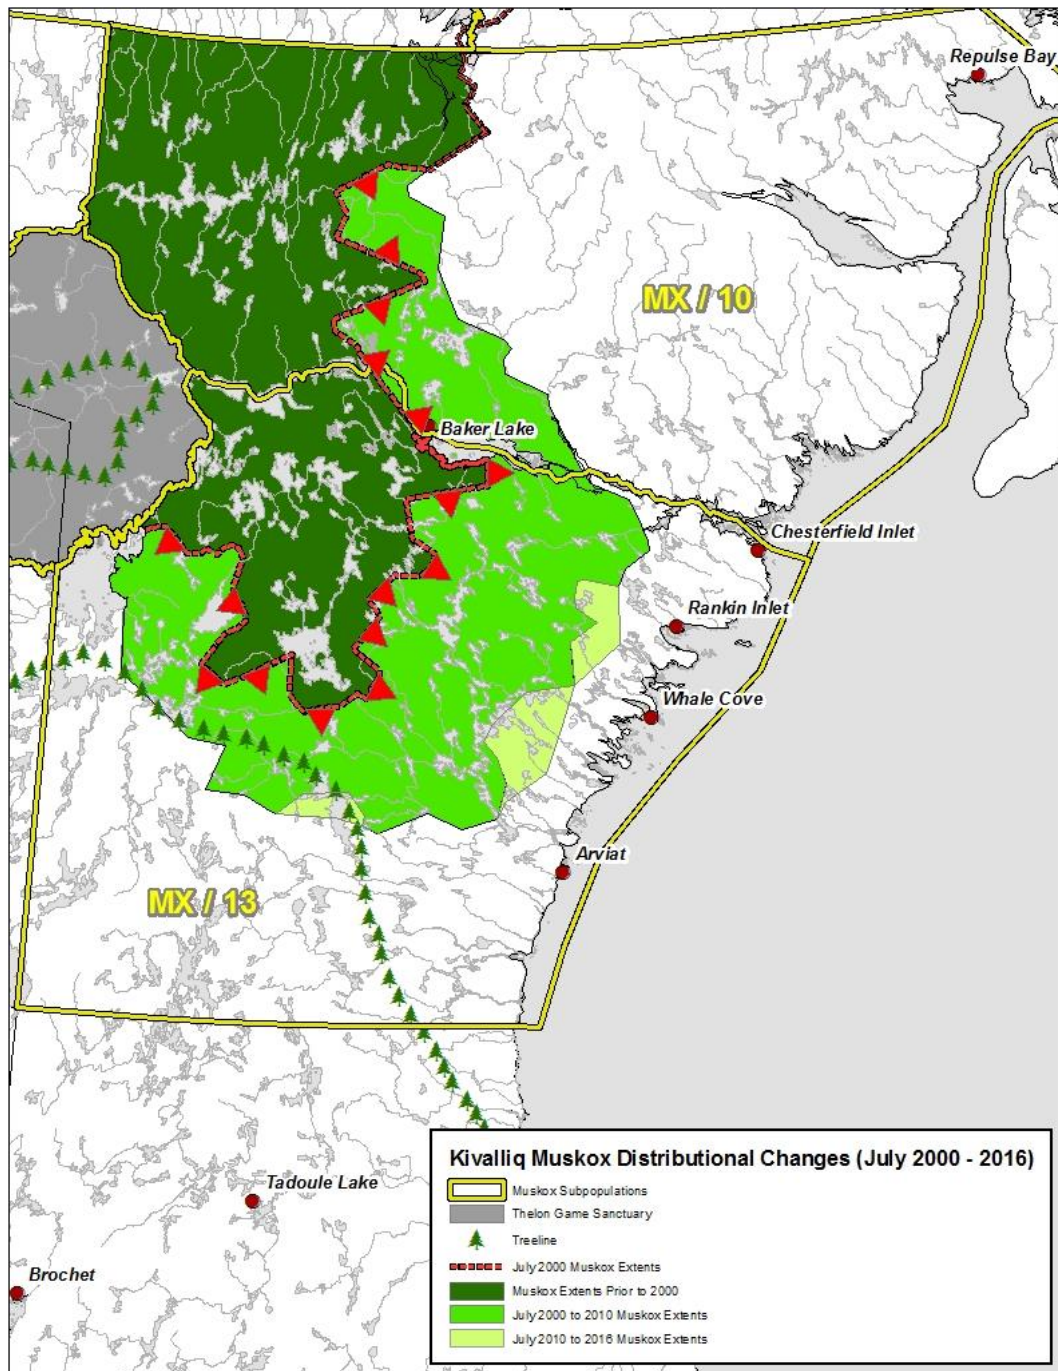 Repulse Bay
MX / 10
Baker Lake
Chesterfield Inlet
Rankin Inlet
Whale Cove
Arviat
MX / 13
Kivalliq Muskox Distributional Changes (July 2000 - 2016)
Muskox Subpopulations
Thelon Game Sanctuary
Treeline
July 2000 Muskox Extents
Muskox Extents Prior to 2000
July 2000 to 2010 Muskox Extents
July 2010 to 2016 Muskox Extents
Tadoule Lake
Brochet